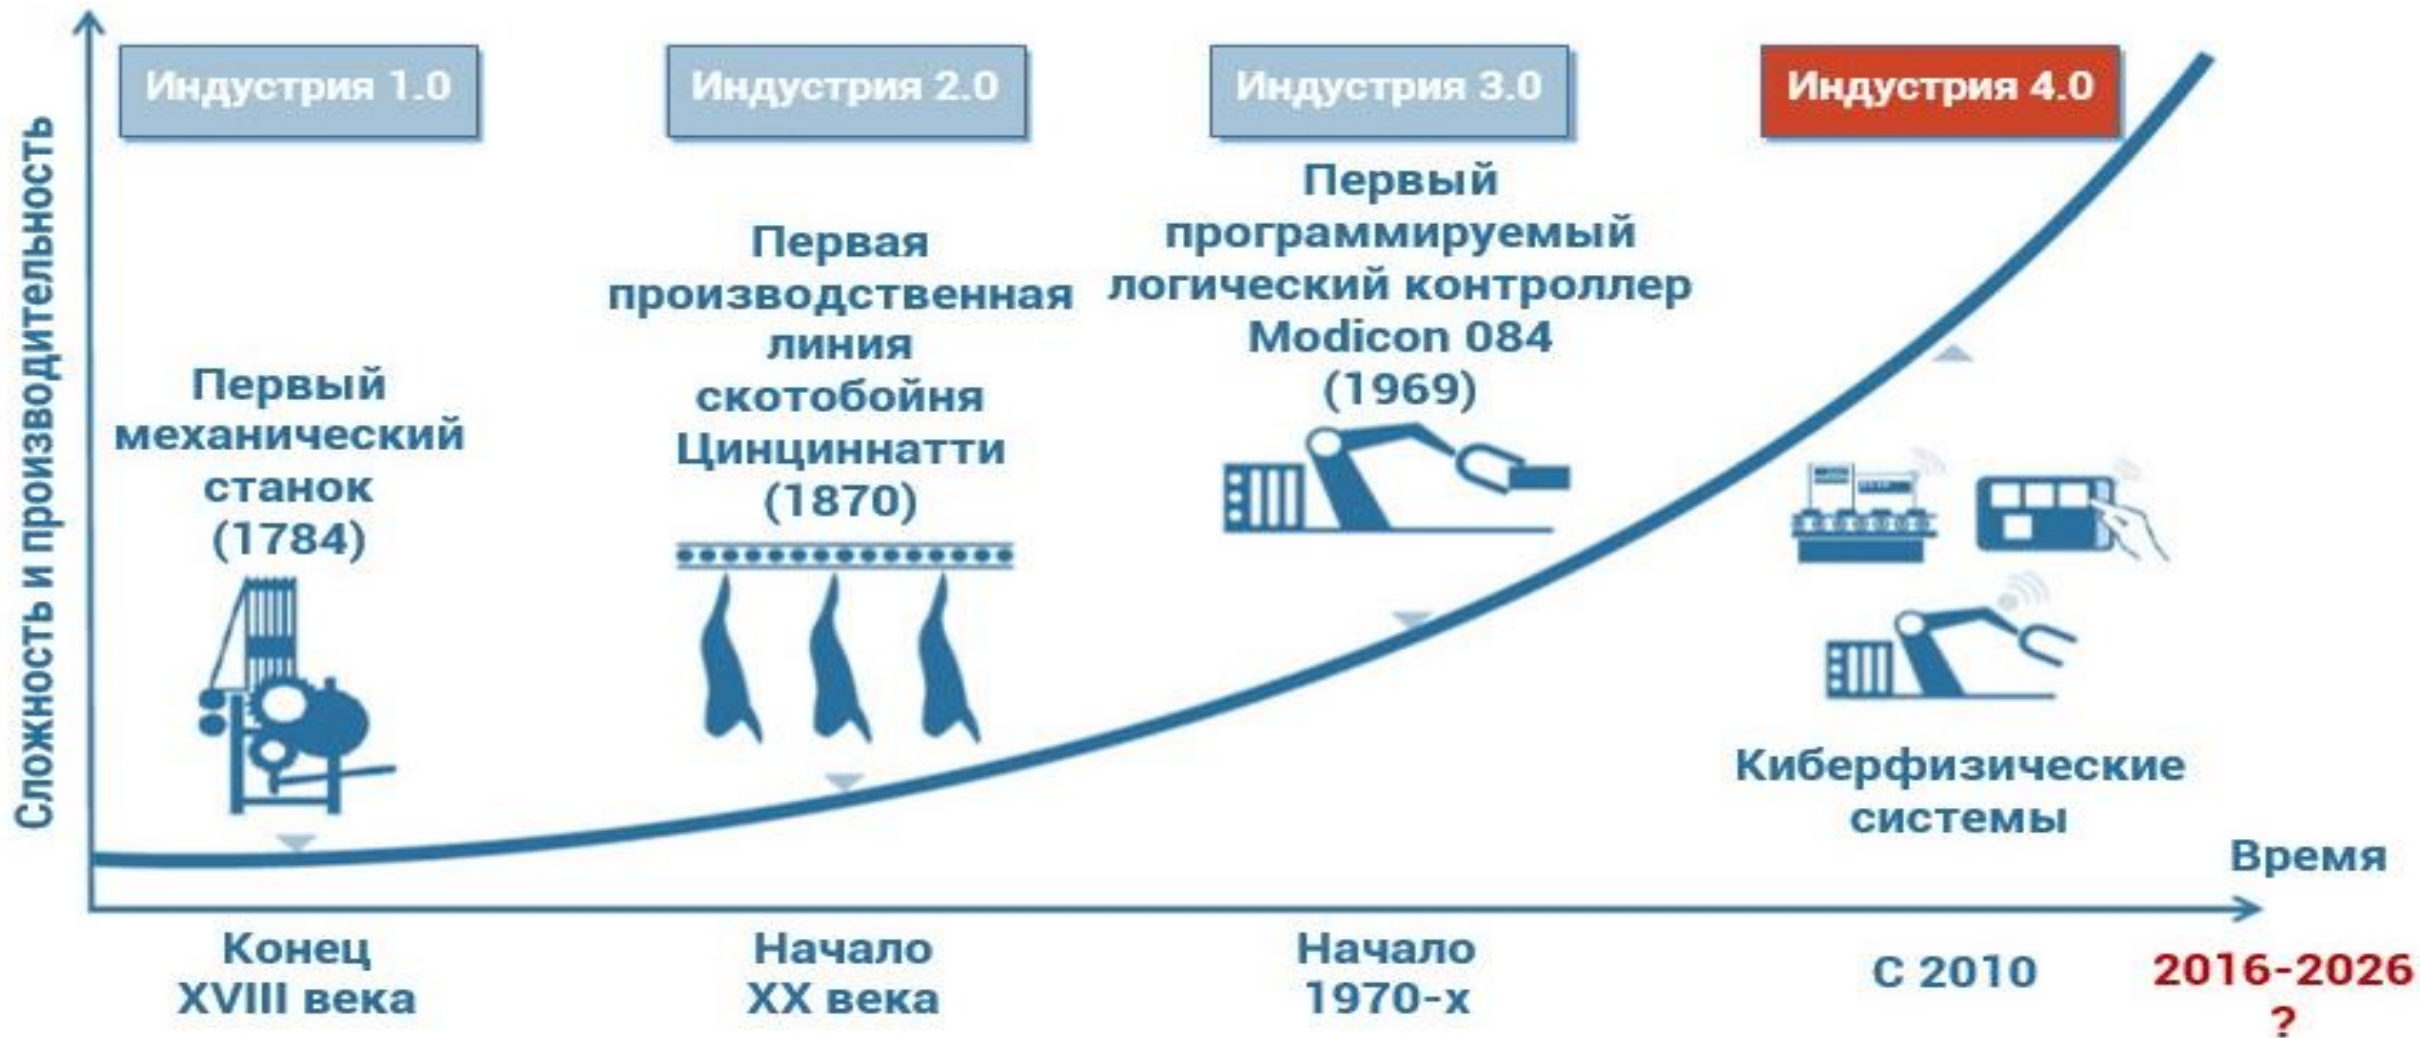 Сложность и производительность
Индустрия 1.0
Индустрия 2.0
Индустрия 3.0
Индустрия 4.0
Первый
механический
станок
(1784)
Первая
производственная
линия
скотобойня
Цинциннатти
(1870)
Первый
программируемый
логический контроллер
Modicon 084
(1969)
Киберфизические
системы
Время
Конец
XVIII века
Начало
XX века
Начало
1970-х
С 2010
2016-2026
?